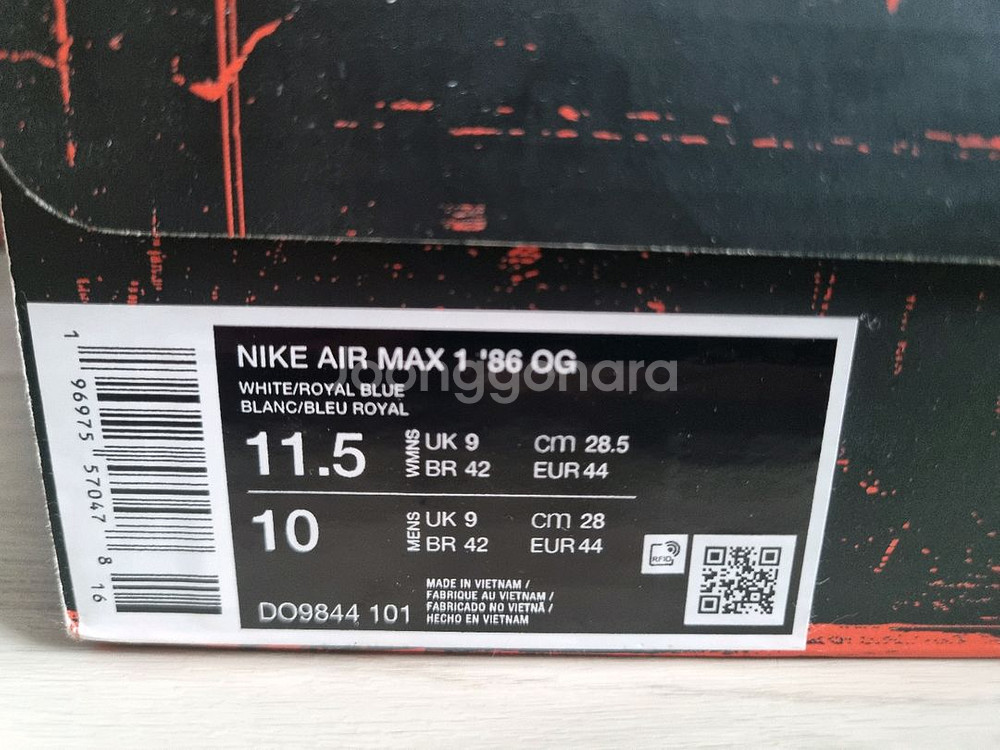 NIKE AIR MAX 1 '86 OG
Joonggonara
WHITE/ROYAL BLUE
BLANC/BLEU ROYAL
11.5 WMNS UK 9 cm 28.5
BR 42 EUR 44
10 MENS UK 9 cm 28
BR 42 EUR 44
RFID
MADE IN VIETNAM /
FABRIQUE AU VIETNAM /
FABRICADO NO VIETNÃ /
HECHO EN VIETNAM
DO9844 101
1 96975 57047 8 16